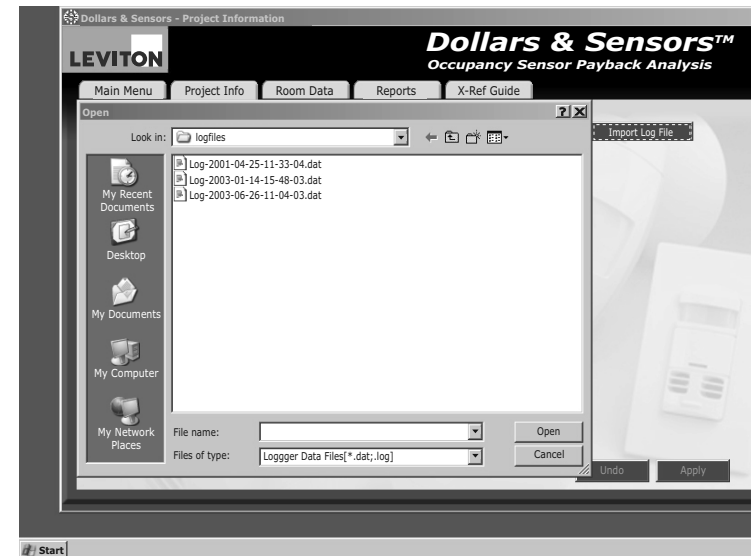 Dollars & Sensors - Project Information
LEVITON
Dollars & Sensors™
Occupancy Sensor Payback Analysis
Main Menu
Project Info
Room Data
Reports
X-Ref Guide
Open
Look in:
logfiles
Import Log File
Log-2001-04-25-11-33-04.dat
Log-2003-01-14-15-48-03.dat
Log-2003-06-26-11-04-03.dat
My Recent
Documents
Desktop
My Documents
My Computer
My Network
Places
File name:
Open
Files of type:
Loggger Data Files[*.dat;.log]
Cancel
Undo
Apply
Start